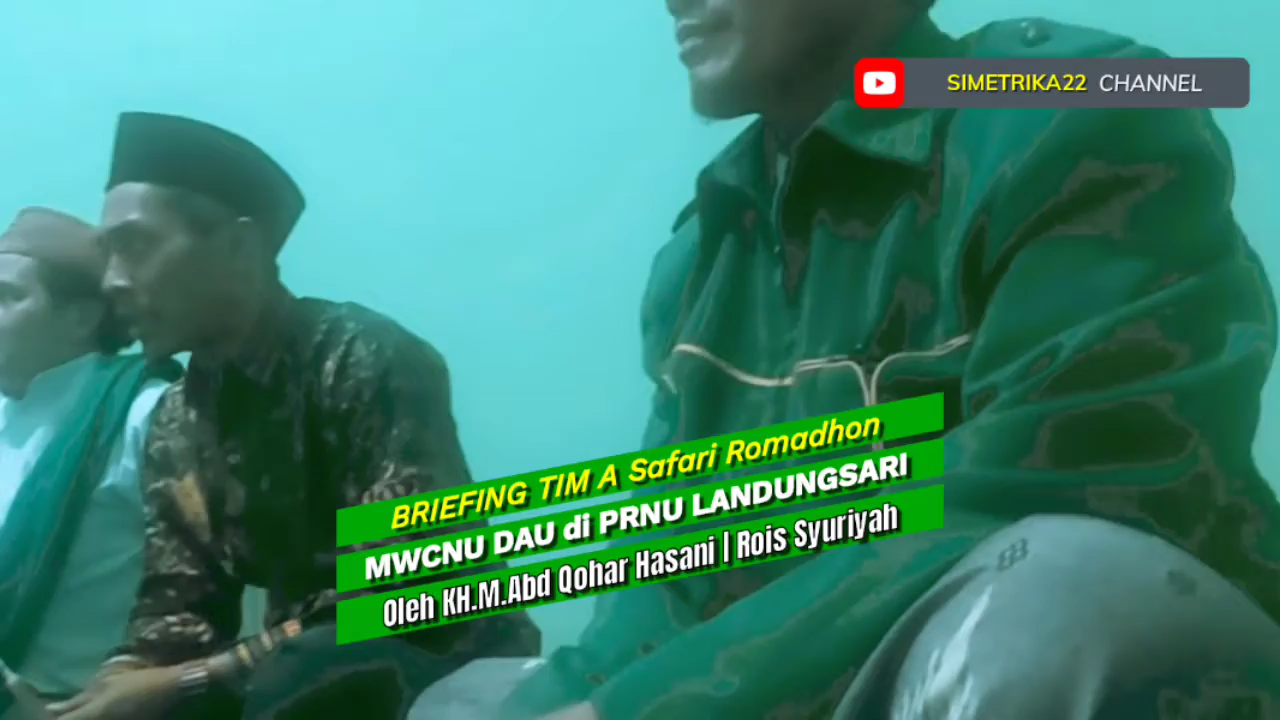 SIMETRIKA22 CHANNEL
BRIEFING TIM A Safari Romadhon
MWCNU DAU di PRNU LANDUNGSARI
Oleh KH.M.Abd Qohar Hasani | Rois Syuriyah